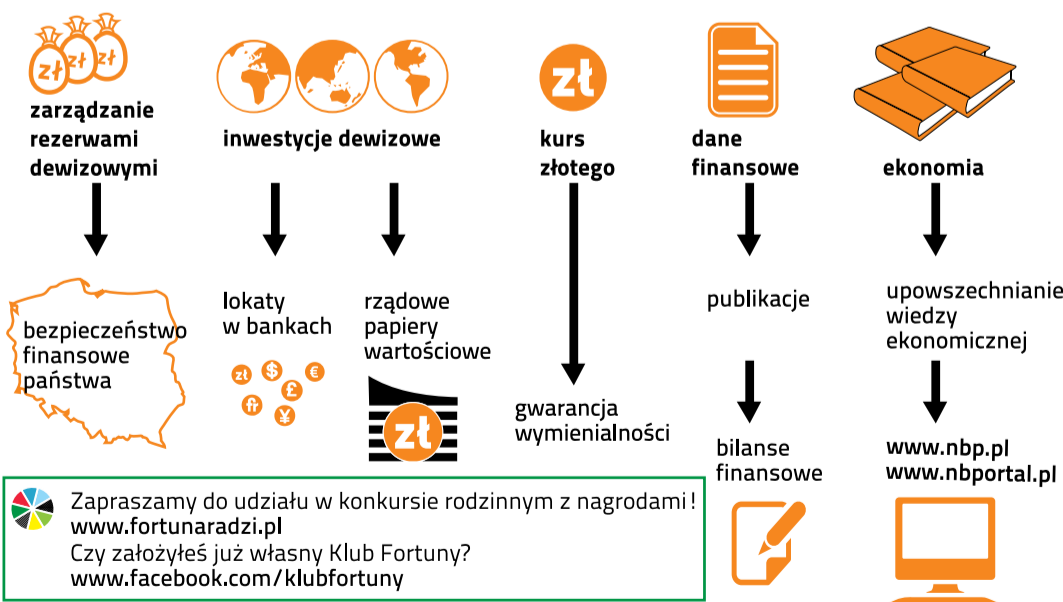 zł zł zł
zarządzanie
rezerwami
dewizowymi
bezpieczeństwo
finansowe
państwa
inwestycje dewizowe
lokaty
w bankach
zł $ €
£
¥
rządowe
papiery
wartościowe
zł
zł
kurs
złotego
gwarancja
wymienialności
dane
finansowe
publikacje
bilanse
finansowe
ekonomia
upowszechnianie
wiedzy
ekonomicznej
www.nbp.pl
www.nbportal.pl
Zapraszamy do udziału w konkursie rodzinnym z nagrodami!
www.fortunaradzi.pl
Czy założyłeś już własny Klub Fortuny?
www.facebook.com/klubfortuny